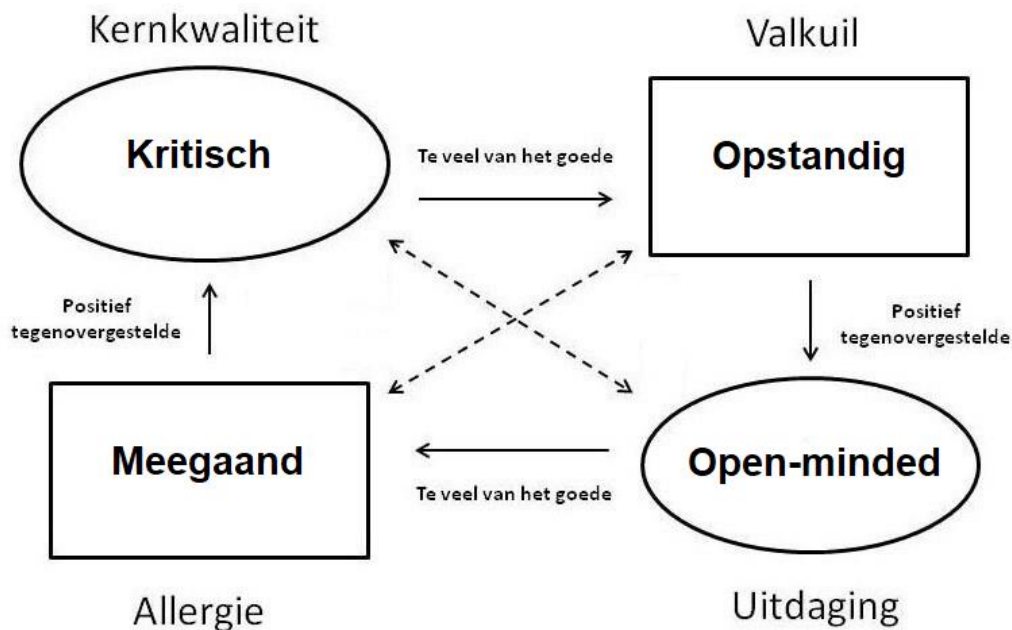 Kernkwaliteit
Valkuil
Kritisch
Te veel van het goede
Opstandig
Positief
tegenovergestelde
Positief
tegenovergestelde
Meegaand
Te veel van het goede
Open-minded
Allergie
Uitdaging